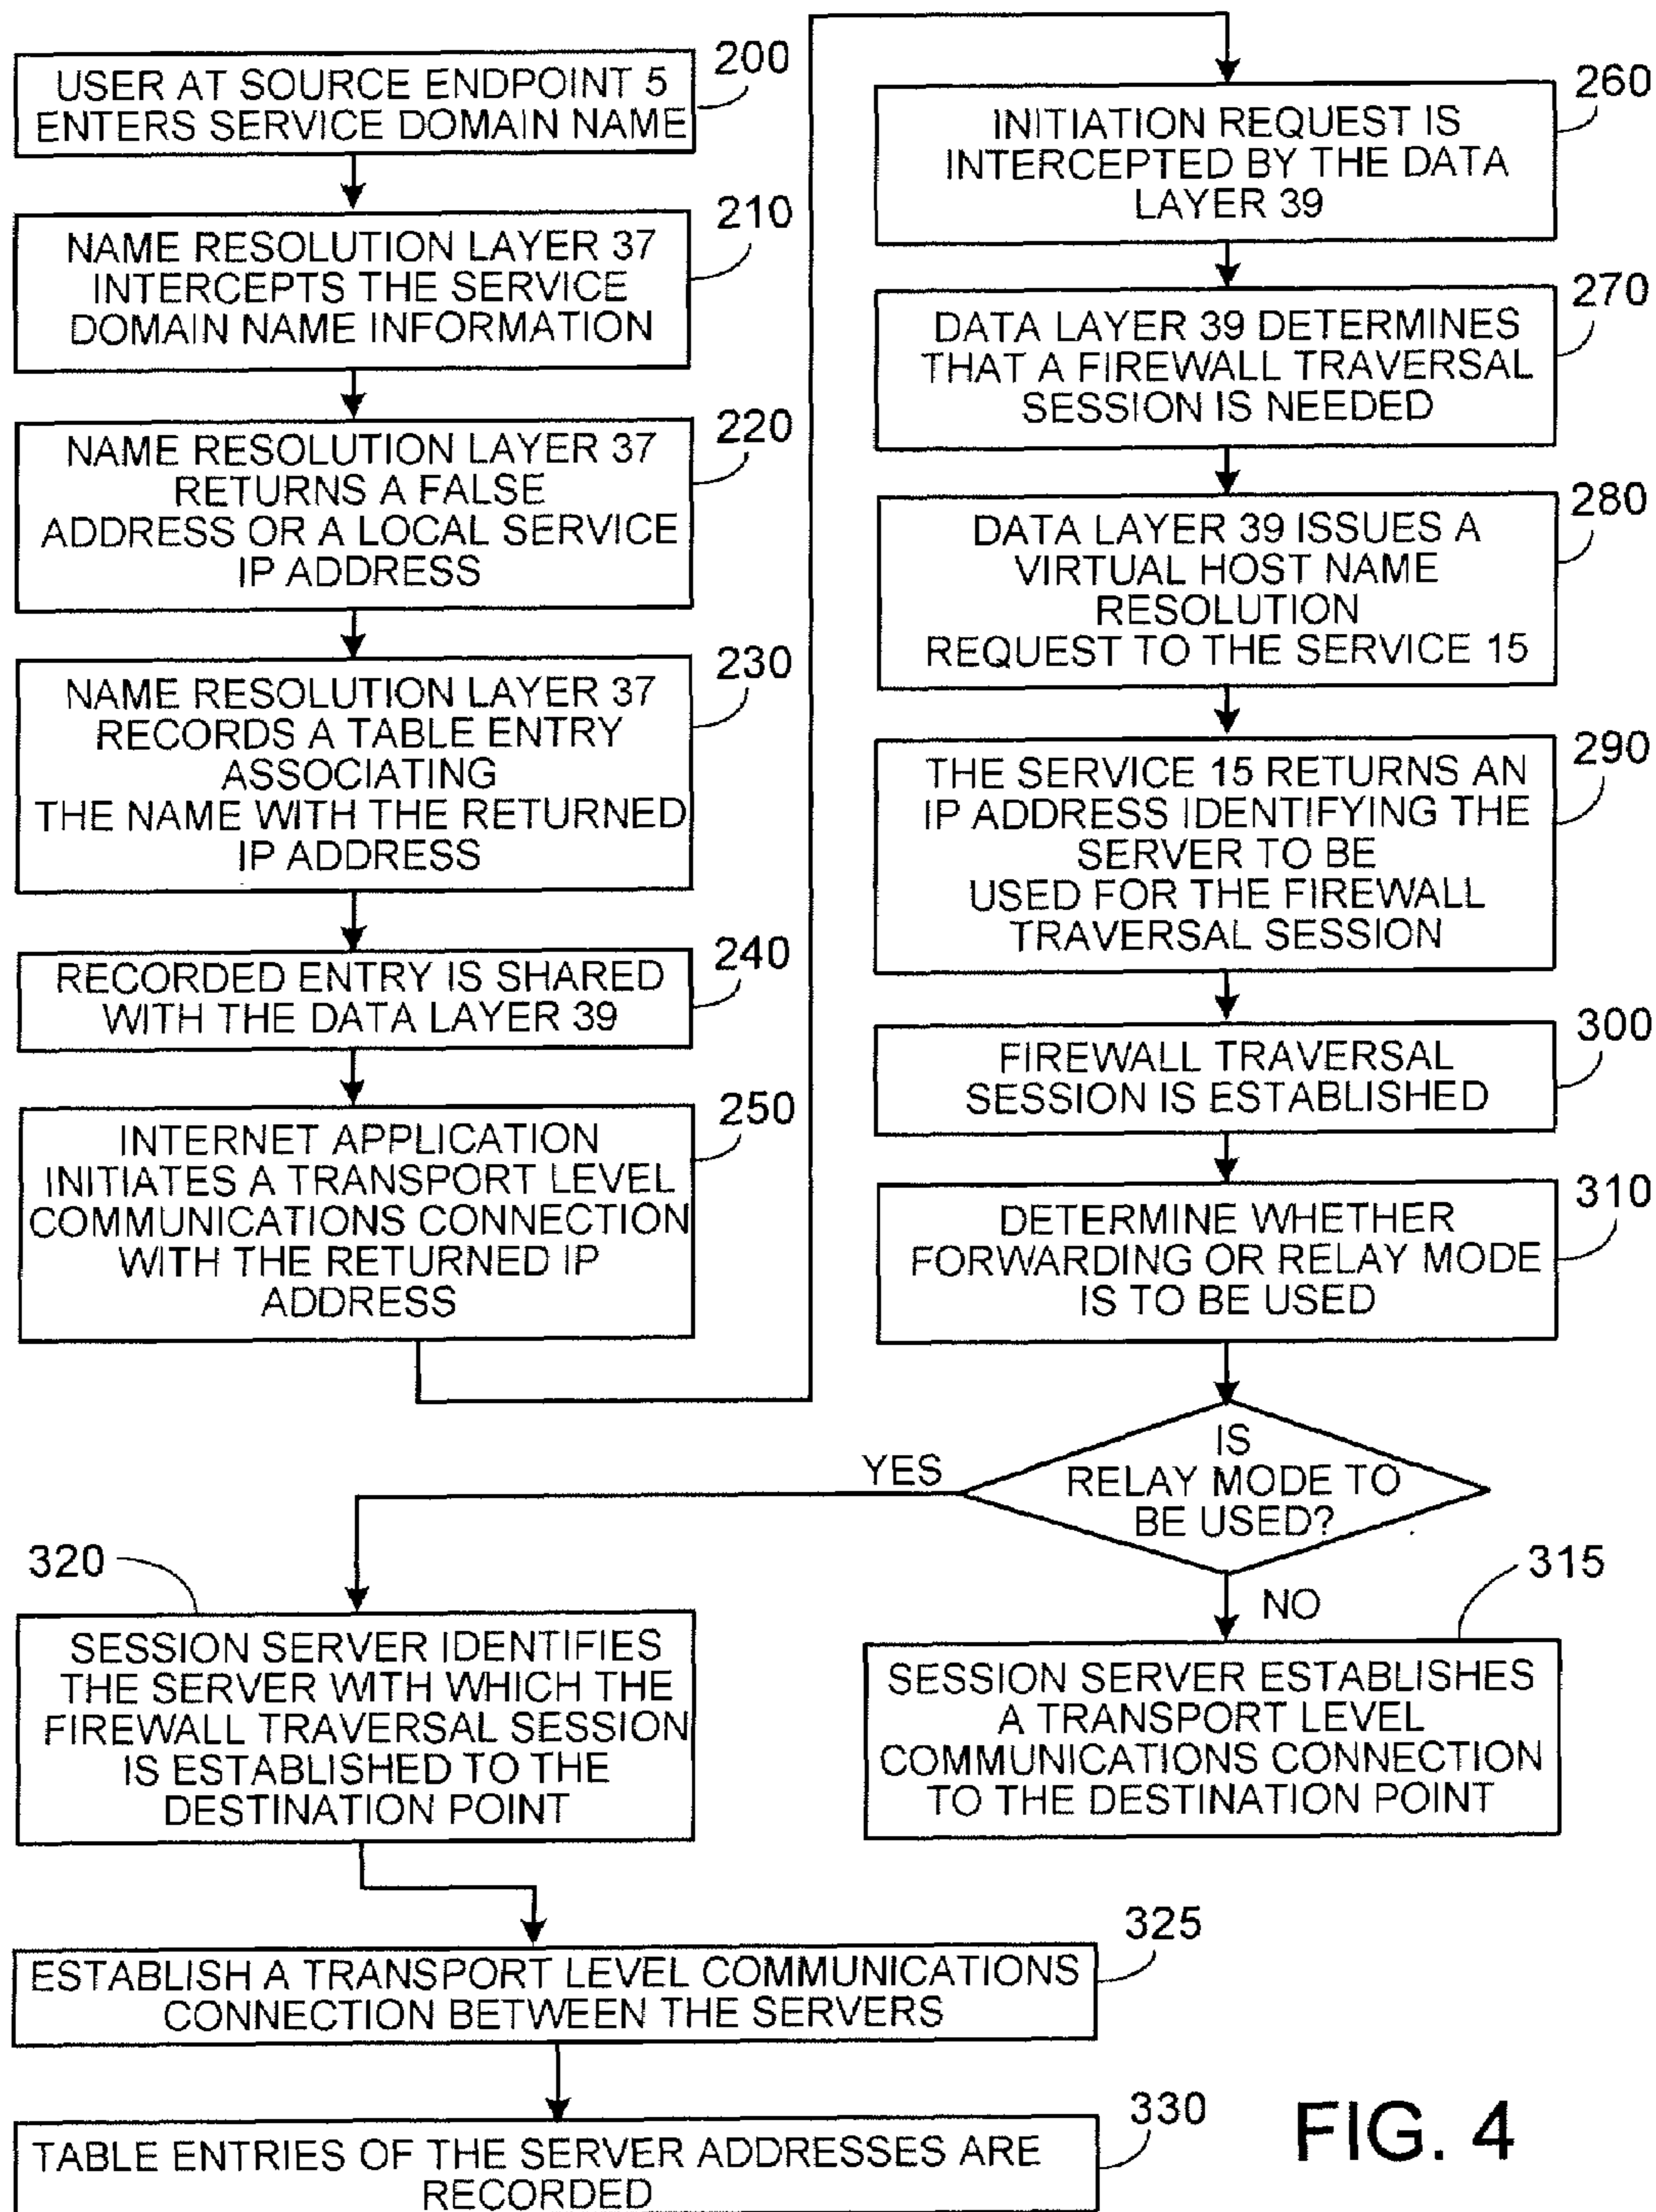 200
USER AT SOURCE ENDPOINT 5
ENTERS SERVICE DOMAIN NAME
210
NAME RESOLUTION LAYER 37
INTERCEPTS THE SERVICE
DOMAIN NAME INFORMATION
220
NAME RESOLUTION LAYER 37
RETURNS A FALSE
ADDRESS OR A LOCAL SERVICE
IP ADDRESS
230
NAME RESOLUTION LAYER 37
RECORDS A TABLE ENTRY
ASSOCIATING
THE NAME WITH THE RETURNED
IP ADDRESS
240
RECORDED ENTRY IS SHARED
WITH THE DATA LAYER 39
250
INTERNET APPLICATION
INITIATES A TRANSPORT LEVEL
COMMUNICATIONS CONNECTION
WITH THE RETURNED IP
ADDRESS
260
INITIATION REQUEST IS
INTERCEPTED BY THE DATA
LAYER 39
270
DATA LAYER 39 DETERMINES
THAT A FIREWALL TRAVERSAL
SESSION IS NEEDED
280
DATA LAYER 39 ISSUES A
VIRTUAL HOST NAME
RESOLUTION
REQUEST TO THE SERVICE 15
290
THE SERVICE 15 RETURNS AN
IP ADDRESS IDENTIFYING THE
SERVER TO BE
USED FOR THE FIREWALL
TRAVERSAL SESSION
300
FIREWALL TRAVERSAL
SESSION IS ESTABLISHED
310
DETERMINE WHETHER
FORWARDING OR RELAY MODE
IS TO BE USED
IS
RELAY MODE TO
BE USED?
YES
NO
315
SESSION SERVER ESTABLISHES
A TRANSPORT LEVEL
COMMUNICATIONS CONNECTION
TO THE DESTINATION POINT
320
SESSION SERVER IDENTIFIES
THE SERVER WITH WHICH THE
FIREWALL TRAVERSAL SESSION
IS ESTABLISHED TO THE
DESTINATION POINT
325
ESTABLISH A TRANSPORT LEVEL COMMUNICATIONS
CONNECTION BETWEEN THE SERVERS
330
TABLE ENTRIES OF THE SERVER ADDRESSES ARE
RECORDED
FIG. 4